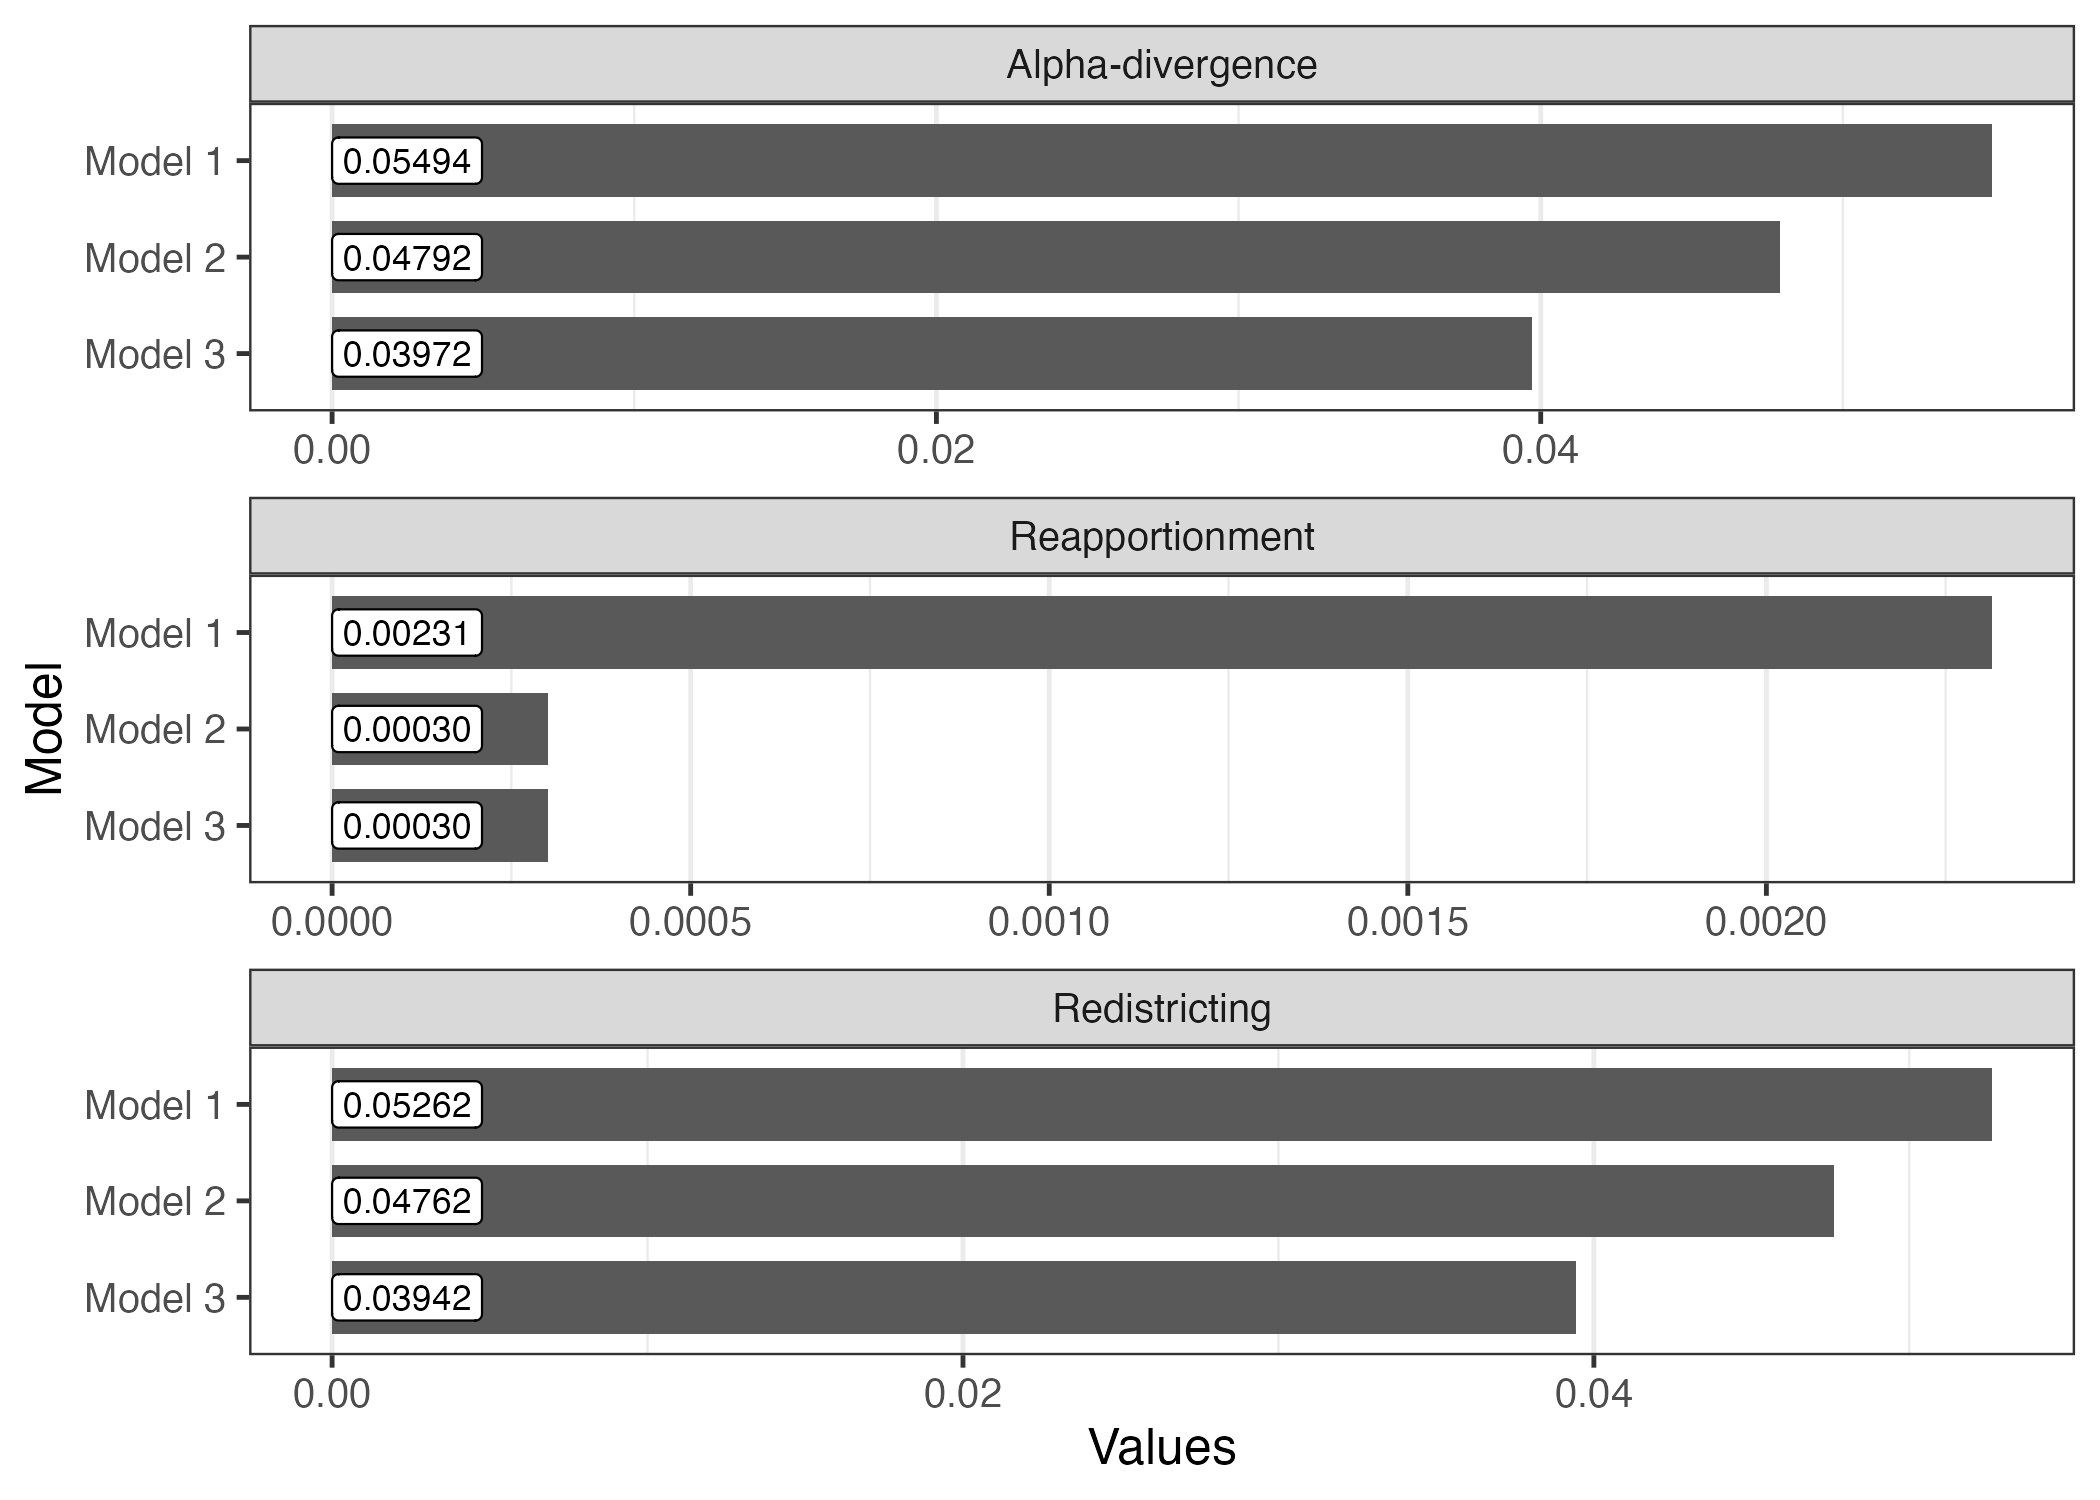 Alpha-divergence
Model 1
0.05494
Model 2
0.04792
Model 3
0.03972
0.00 0.02 0.04
Reapportionment
Model 1
0.00231
Model 2
0.00030
Model 3
0.00030
0.0000 0.0005 0.0010 0.0015 0.0020
Model
Redistricting
Model 1
0.05262
Model 2
0.04762
Model 3
0.03942
0.00 0.02 0.04
Values